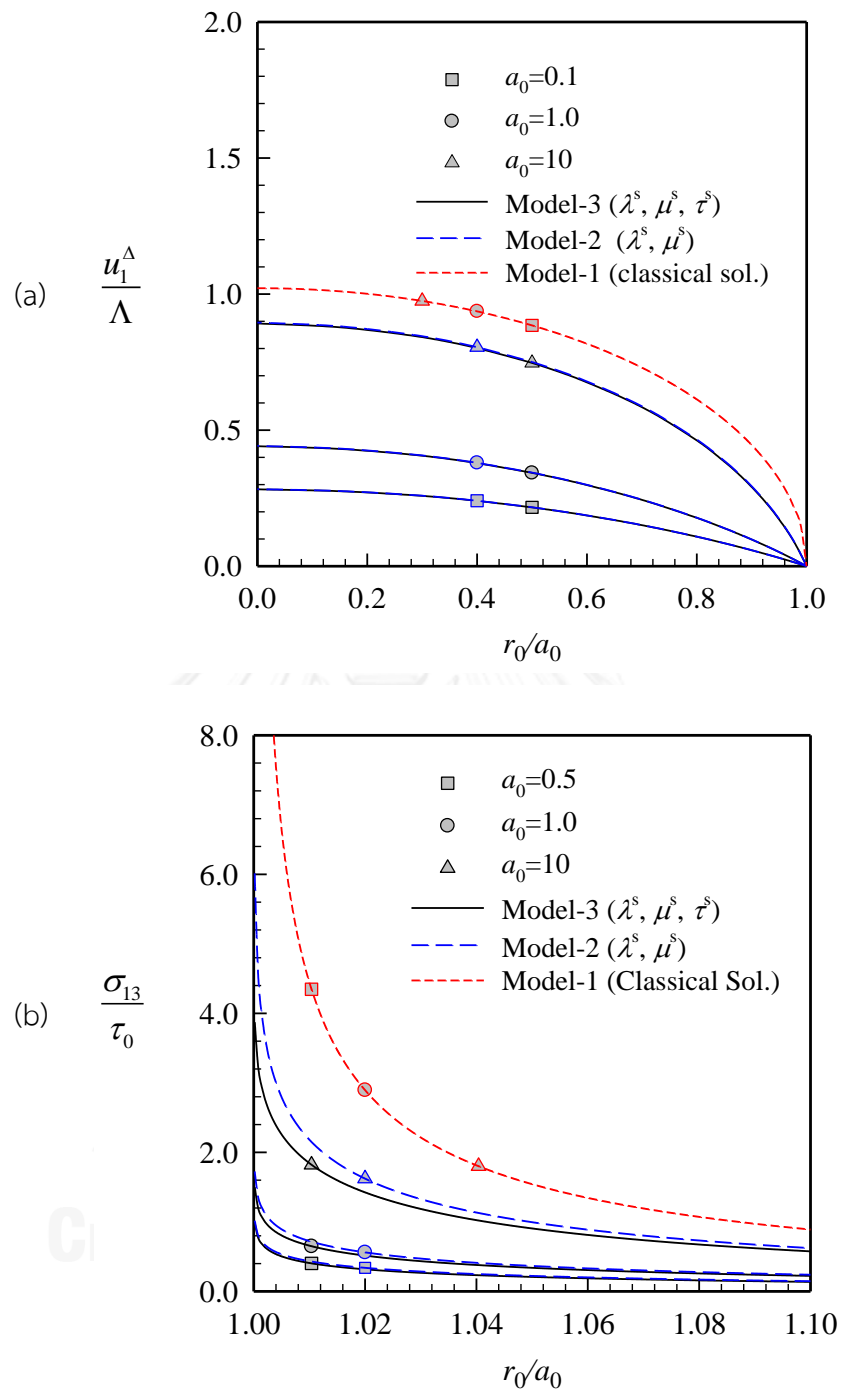 2.0
a₀=0.1
a₀=1.0
1.5
a₀=10
Model-3 (λˢ, μˢ, τˢ)
Model-2 (λˢ, μˢ)
Model-1 (classical sol.)
(a)
u₁^Δ
Λ
1.0
0.5
0.0
0.0 0.2 0.4 0.6 0.8 1.0
r₀/a₀
8.0
a₀=0.5
a₀=1.0
a₀=10
6.0
Model-3 (λˢ, μˢ, τˢ)
Model-2 (λˢ, μˢ)
Model-1 (Classical Sol.)
(b)
σ₁₃
τ₀
4.0
2.0
0.0
1.00 1.02 1.04 1.06 1.08 1.10
r₀/a₀